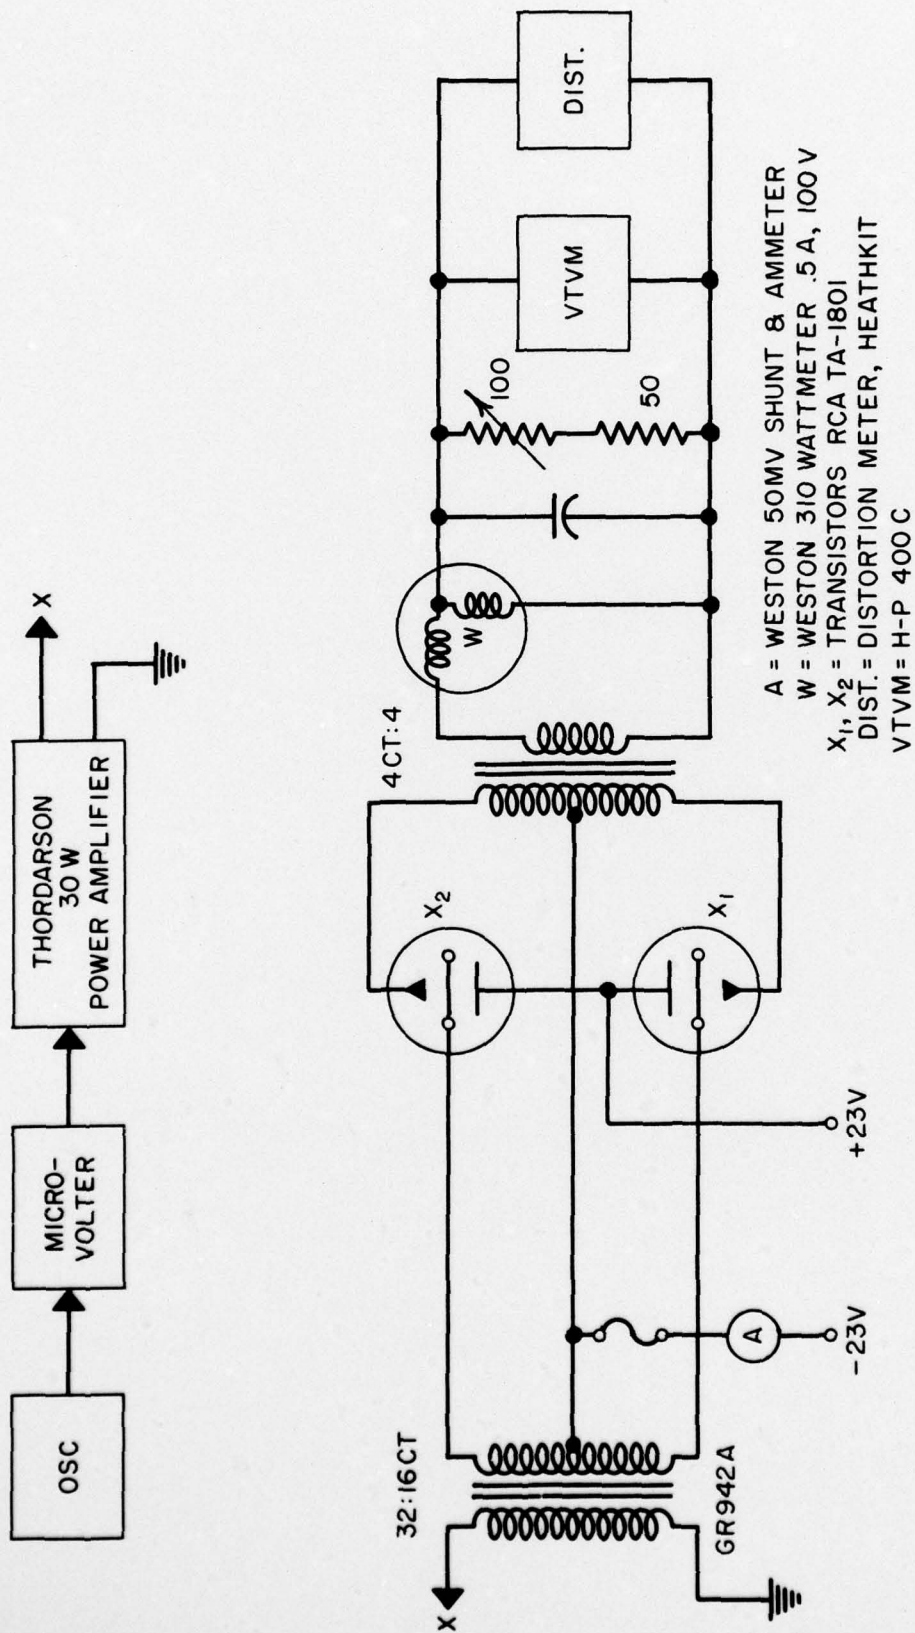 OSC
MICRO-
VOLTER
THORDARSON
30 W
POWER AMPLIFIER
X
X
32:16CT
GR942A
A
-23V
+23V
X2
X1
4CT:4
W
100
50
VTVM
DIST.
A = WESTON 50MV SHUNT & AMMETER
W = WESTON 310 WATTMETER .5A, 100V
X1, X2 = TRANSISTORS RCA TA-1801
DIST. = DISTORTION METER, HEATHKIT
VTVM = H-P 400C